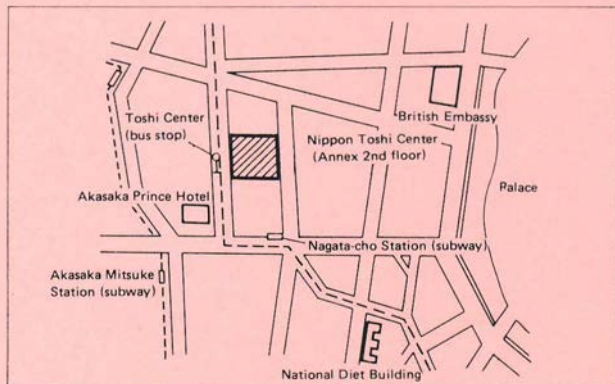 British Embassy
Toshi Center
(bus stop)
Nippon Toshi Center
(Annex 2nd floor)
Palace
Akasaka Prince Hotel
Nagata-cho Station (subway)
Akasaka Mitsuke
Station (subway)
National Diet Building